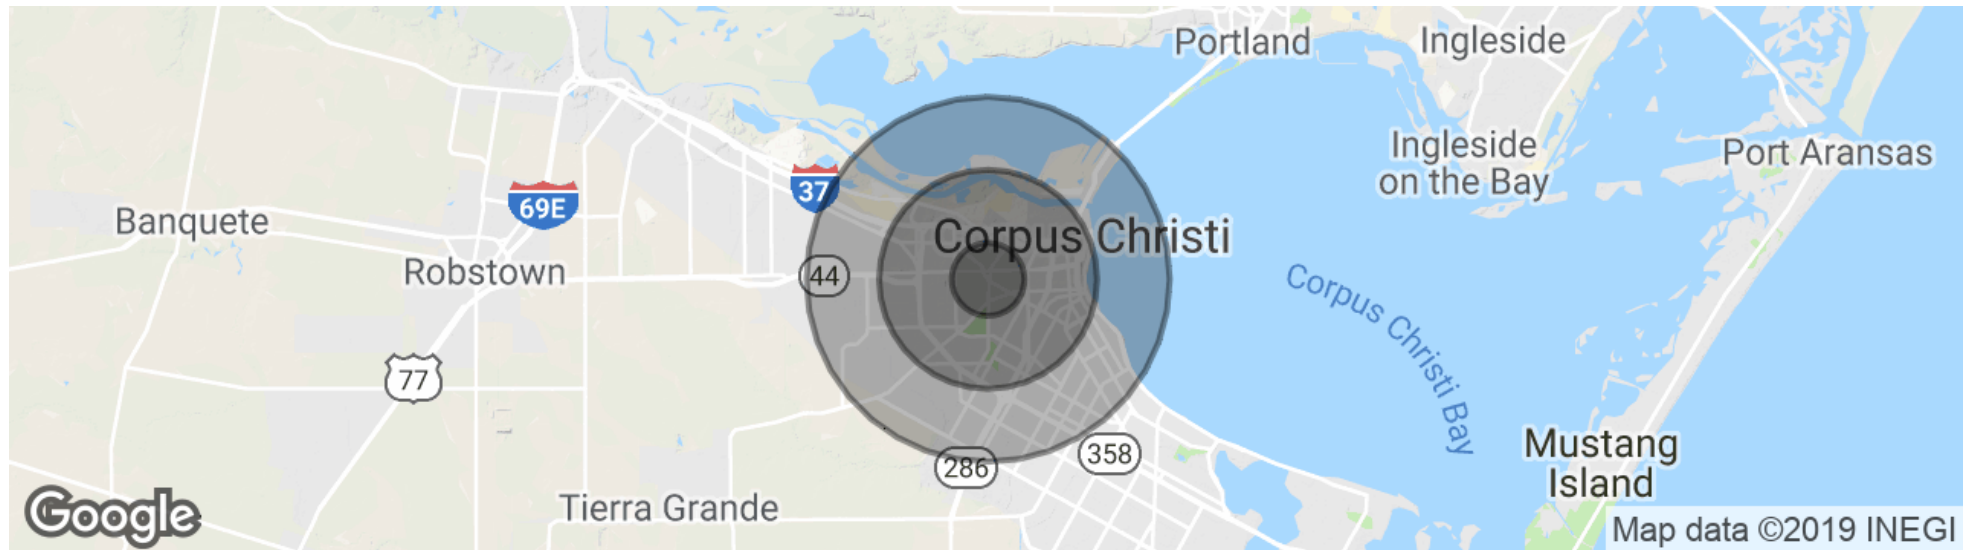 Portland
Ingleside
Ingleside
on the Bay
Port Aransas
37
69E
Banquete
Corpus Christi
Robstown
44
Corpus Christi Bay
77
Mustang
Island
286
358
Tierra Grande
Google
Map data ©2019 INEGI